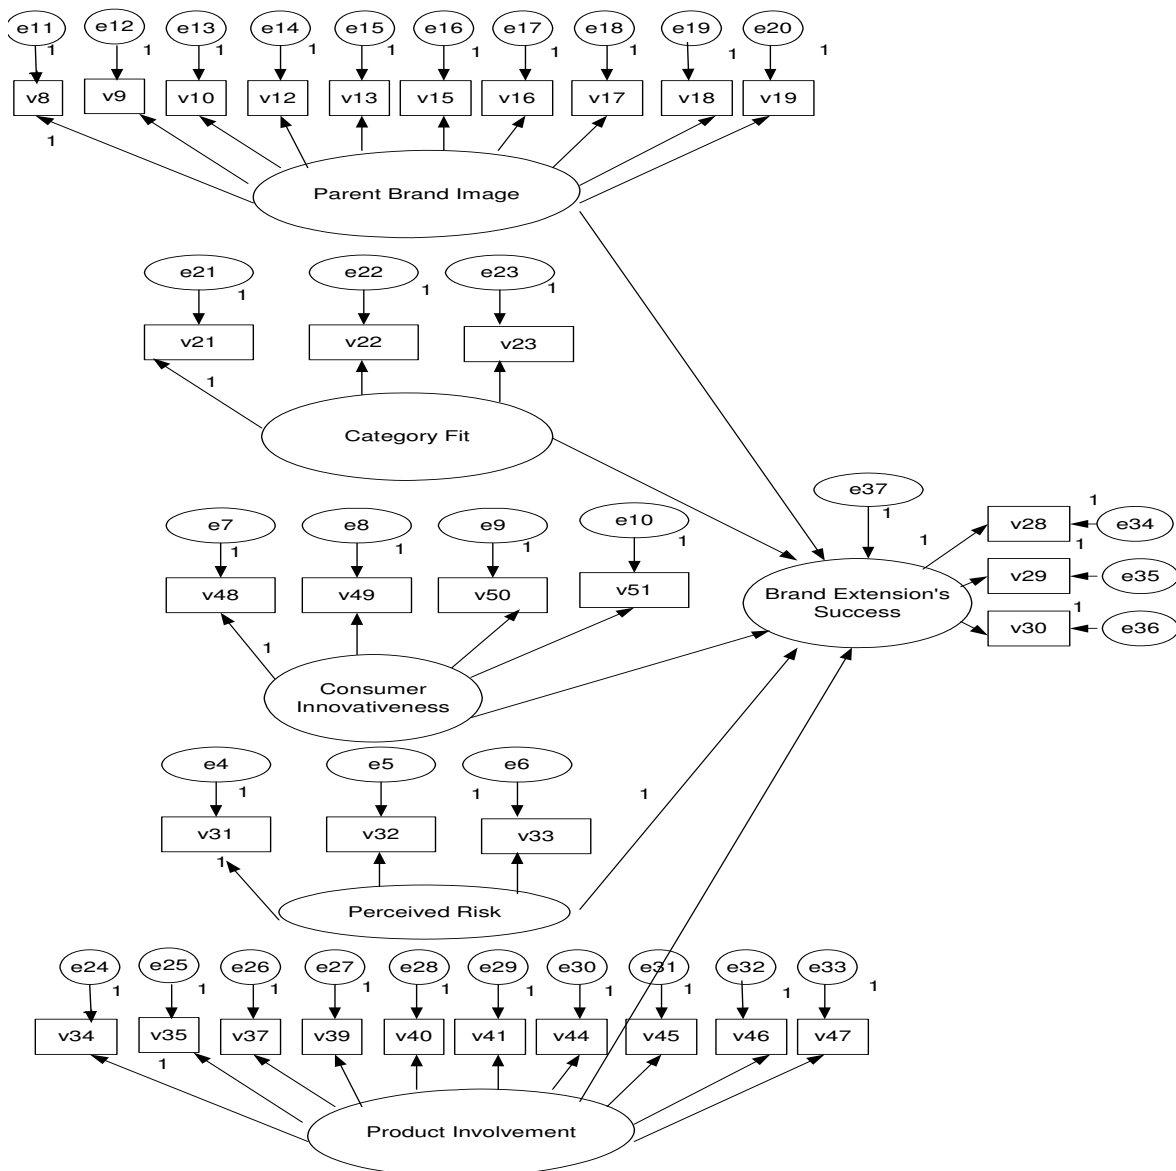 e11 e12 e13 e14 e15 e16 e17 e18 e19 e20
1 1 1 1 1 1 1 1 1 1
v8 v9 v10 v12 v13 v15 v16 v17 v18 v19
1
Parent Brand Image
e21 e22 e23
1 1 1
v21 v22 v23
1
Category Fit
e37
1
e7 e8 e9 e10
1 1 1 1
v48 v49 v50 v51
1
Consumer
Innovativeness
Brand Extension's
Success
1
1
v28 e34
1
v29 e35
1
v30 e36
e4 e5 e6
1 1 1 1
v31 v32 v33
1
Perceived Risk
e24 e25 e26 e27 e28 e29 e30 e31 e32 e33
1 1 1 1 1 1 1 1 1 1
v34 v35 v37 v39 v40 v41 v44 v45 v46 v47
1
Product Involvement